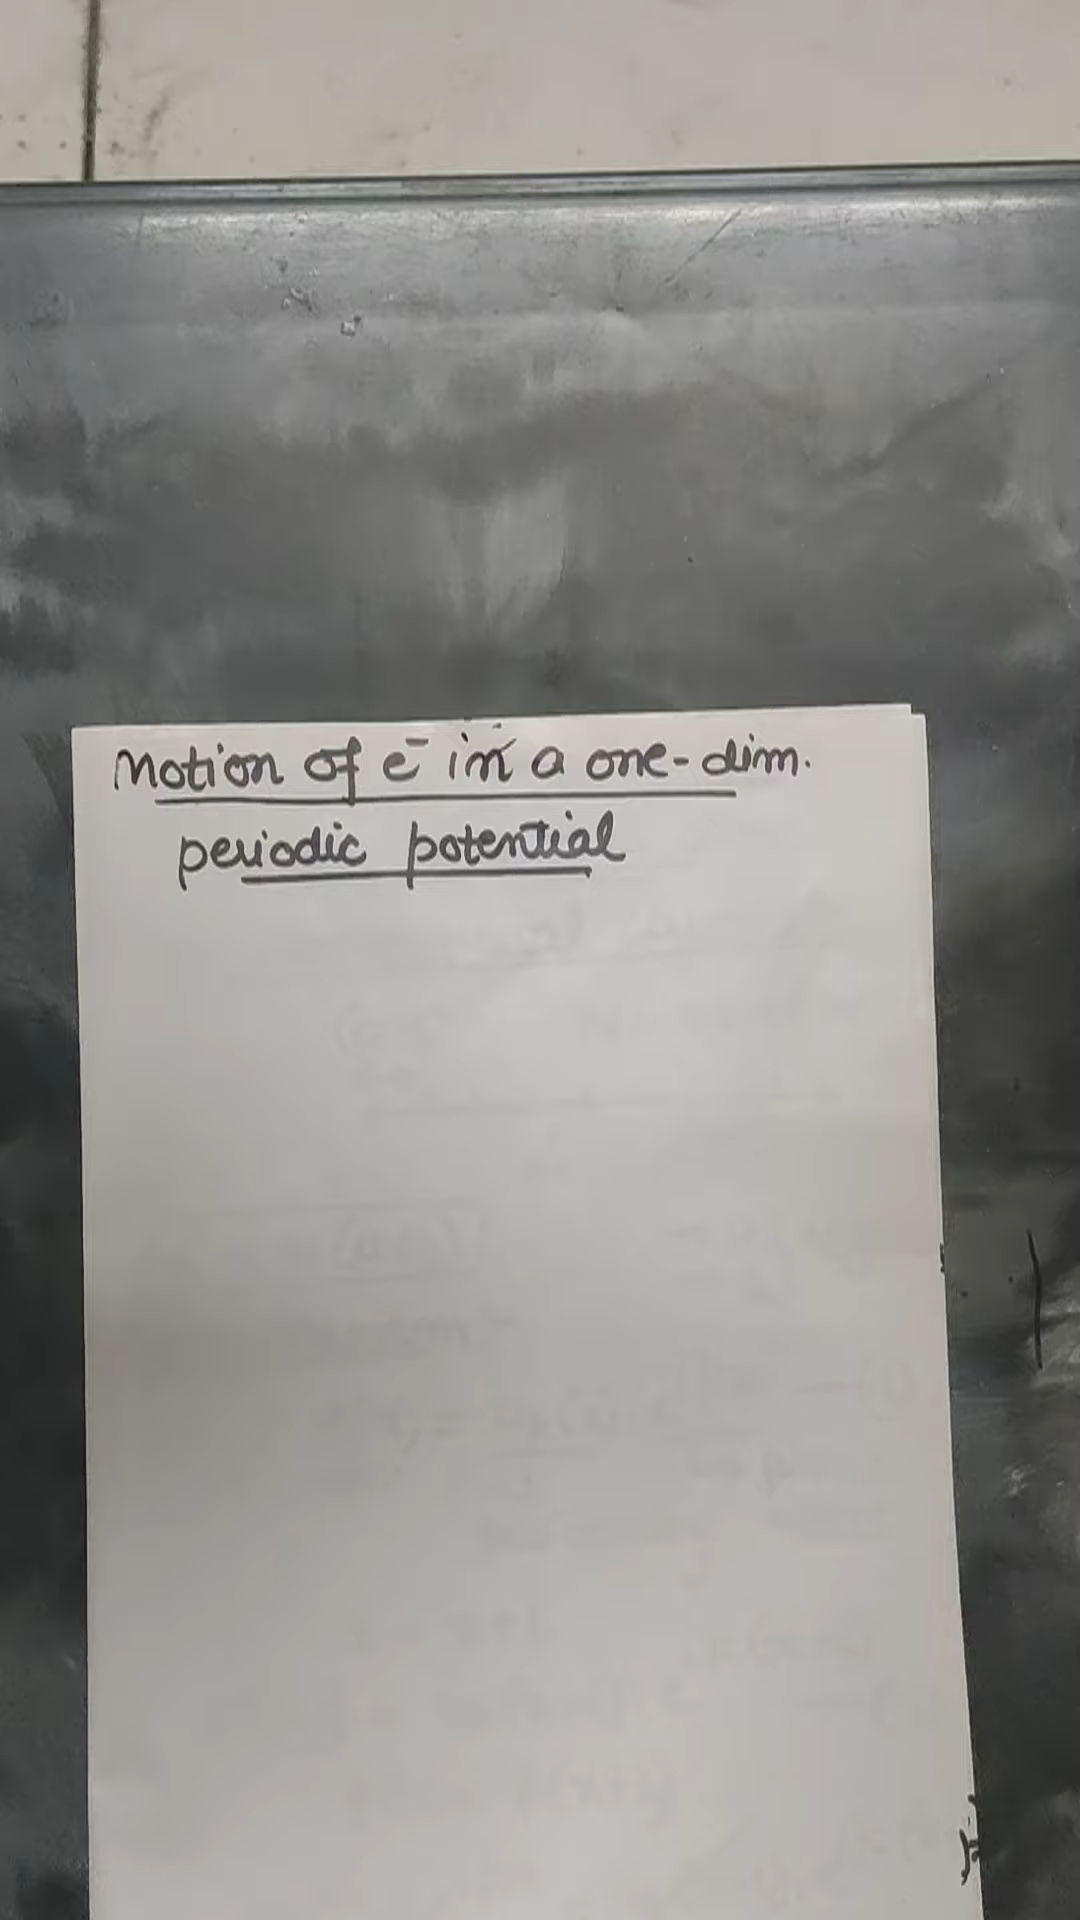 Motion of e⁻ in a one-dim.
periodic potential